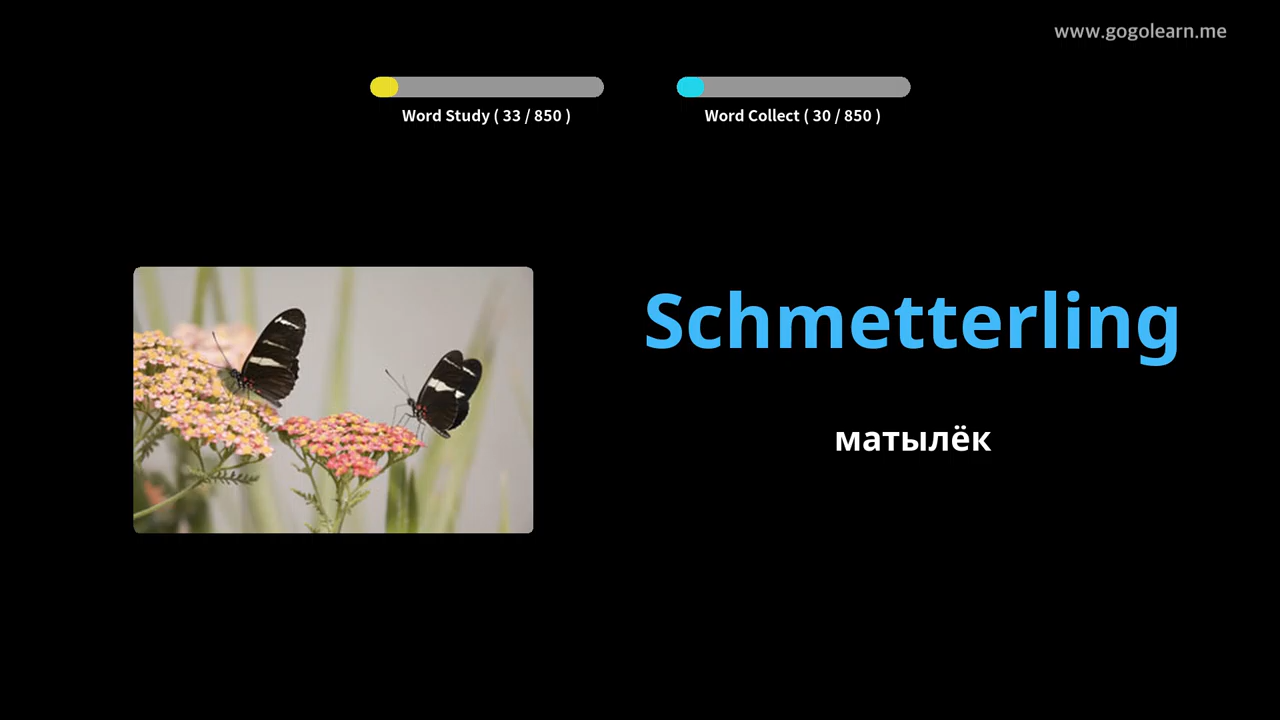 www.gogolearn.me
Word Study ( 33 / 850 )
Word Collect ( 30 / 850 )
Schmetterling
матылёк